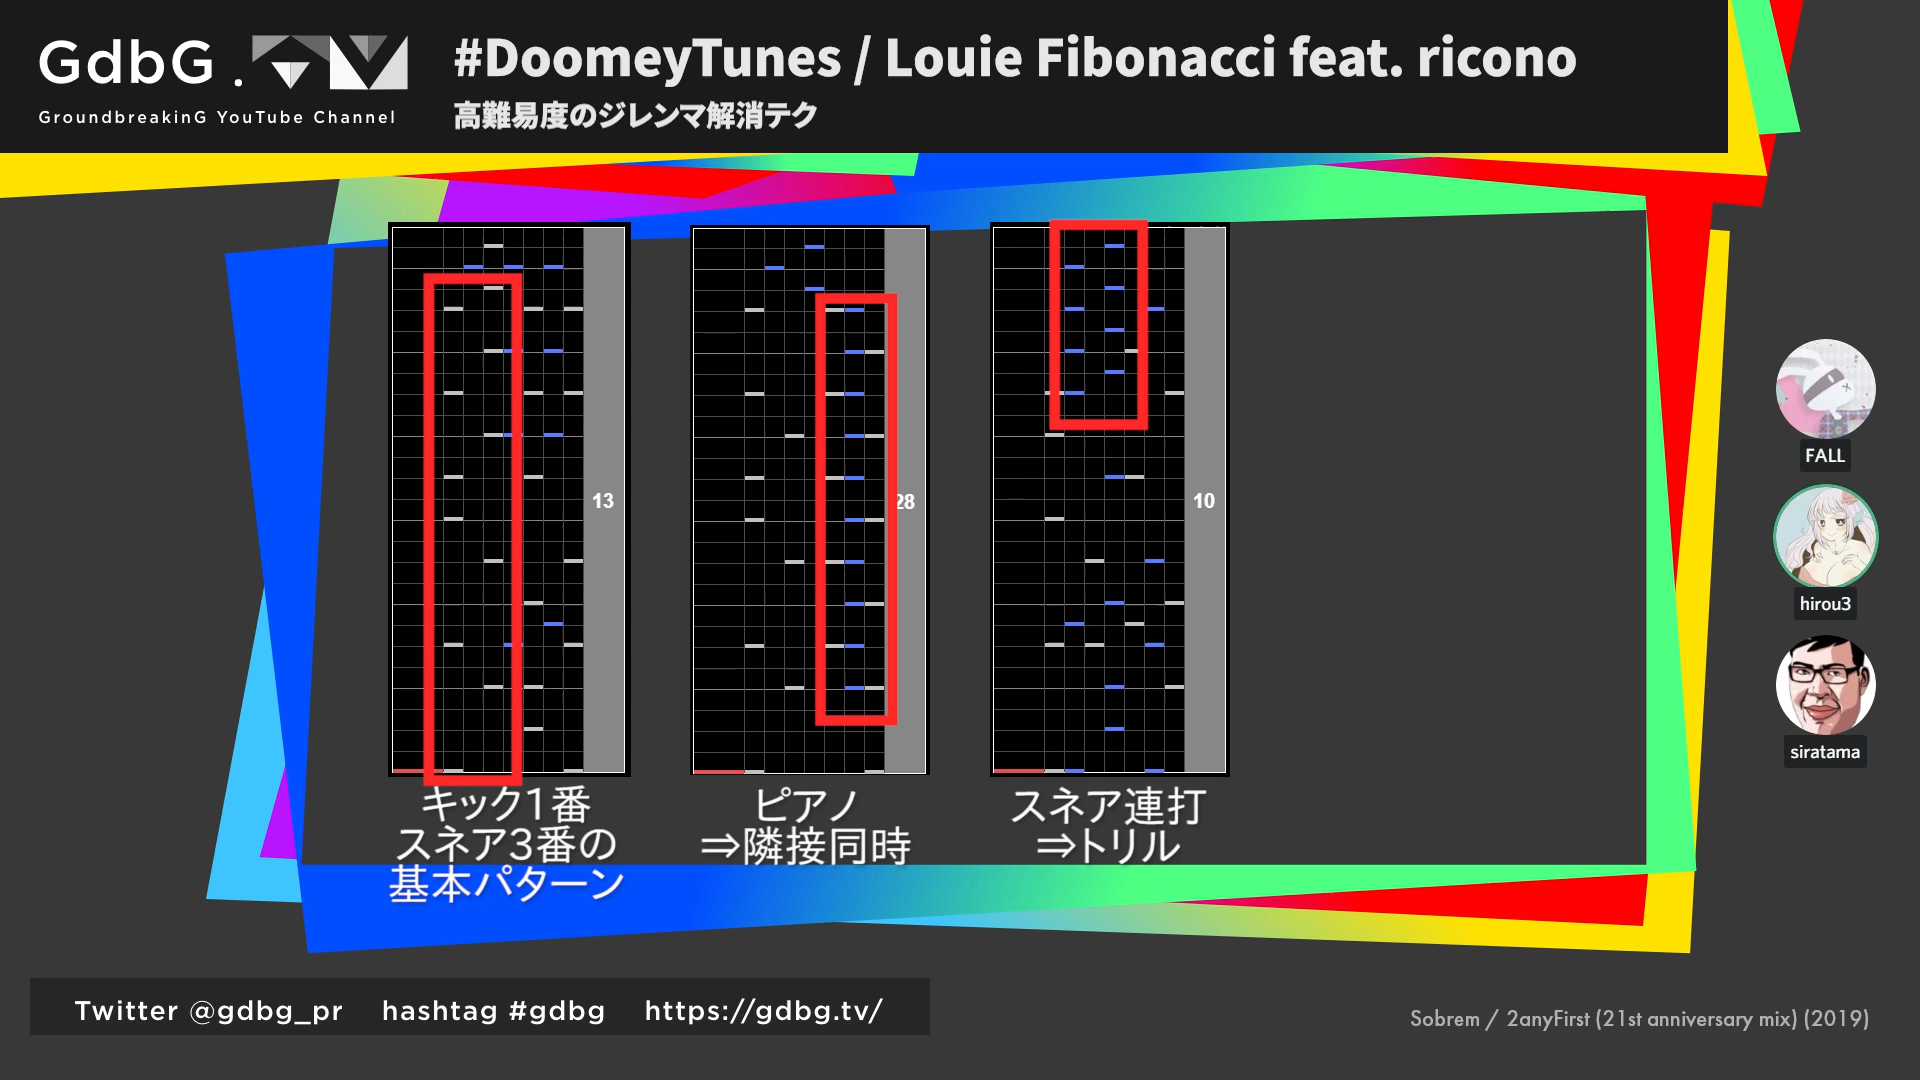 GdbG.TV
GroundbreakinG YouTube Channel
#DoomeyTunes / Louie Fibonacci feat. ricono
高難易度のジレンマ解消テク
13
28
10
キック1番
スネア3番の
基本パターン
ピアノ
⇒隣接同時
スネア連打
⇒トリル
FALL
hirou3
siratama
Twitter @gdbg_pr hashtag #gdbg https://gdbg.tv/
Sobrem / 2anyFirst (21st anniversary mix) (2019)